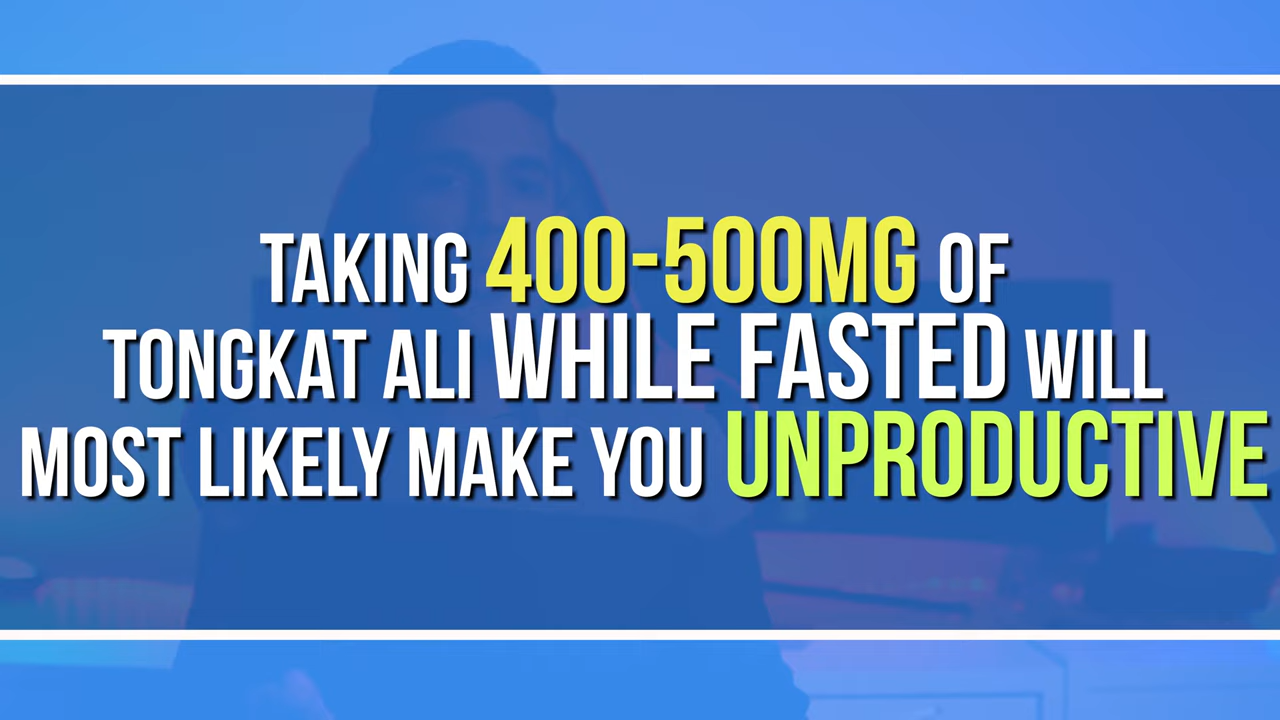 TAKING 400-500MG OF
TONGKAT ALI WHILE FASTED WILL
MOST LIKELY MAKE YOU UNPRODUCTIVE